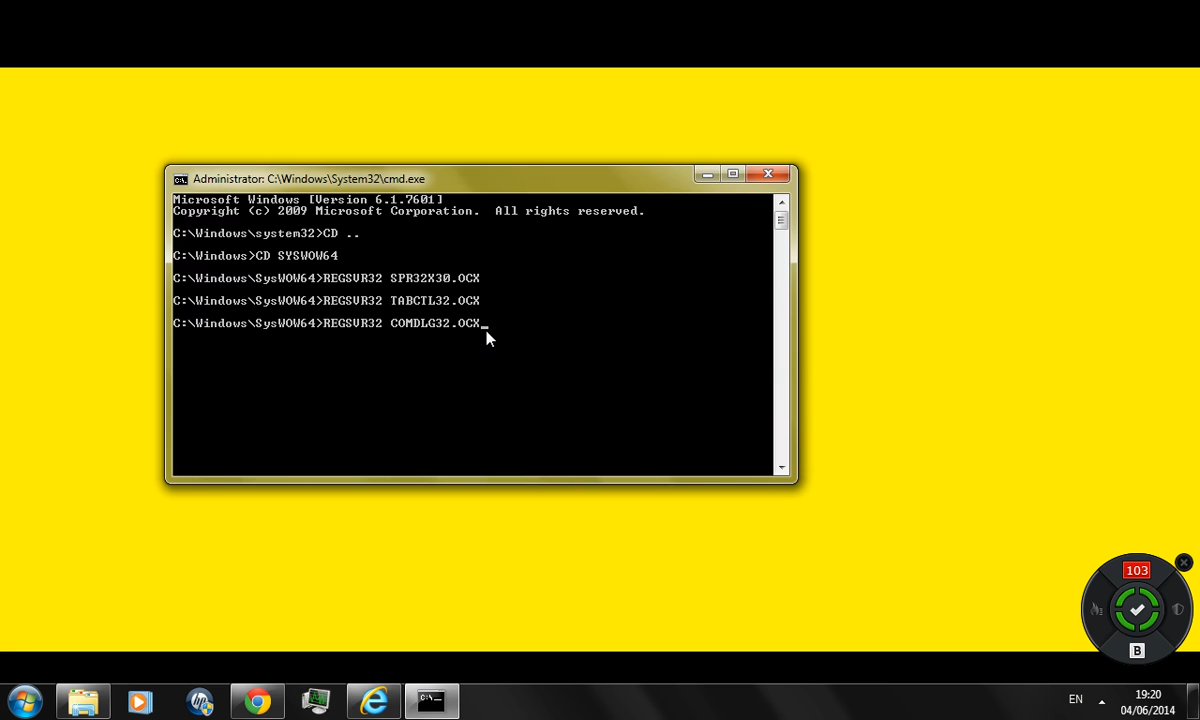 Administrator: C:\Windows\System32\cmd.exe
Microsoft Windows [Version 6.1.7601]
Copyright (c) 2009 Microsoft Corporation.  All rights reserved.
C:\Windows\system32>CD ..
C:\Windows>CD SYSWOW64
C:\Windows\SysWOW64>REGSVR32 SPR32X30.OCX
C:\Windows\SysWOW64>REGSVR32 TABCTL32.OCX
C:\Windows\SysWOW64>REGSVR32 COMDLG32.OCX_
103
B
EN
19:20
04/06/2014